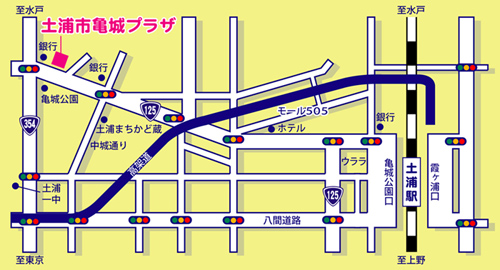 至水戸
土浦市亀城プラザ
至水戸
銀行
銀行
亀城公園
125
モール505
354
土浦まちかど蔵
中城通り
ホテル
銀行
高架道
ウララ
亀城公園口
土浦駅
霞ヶ浦口
土浦
一中
125
八間道路
至東京
至上野